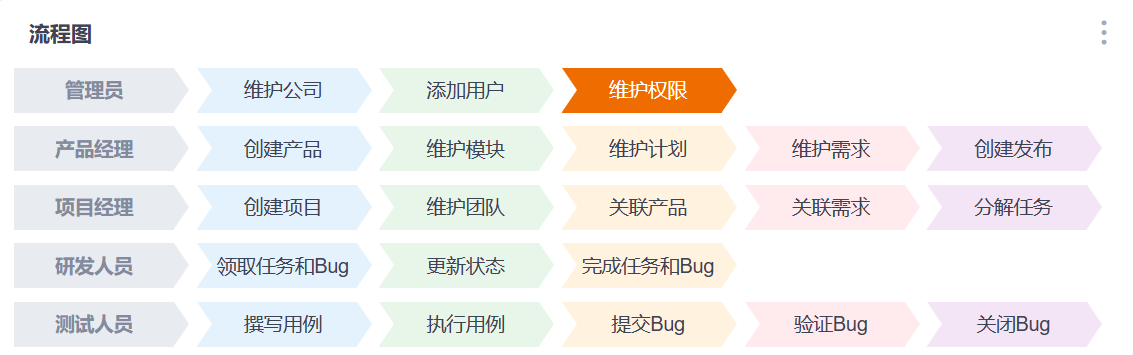 流程图
管理员 维护公司 添加用户 维护权限
产品经理 创建产品 维护模块 维护计划 维护需求 创建发布
项目经理 创建项目 维护团队 关联产品 关联需求 分解任务
研发人员 领取任务和Bug 更新状态 完成任务和Bug
测试人员 撰写用例 执行用例 提交Bug 验证Bug 关闭Bug